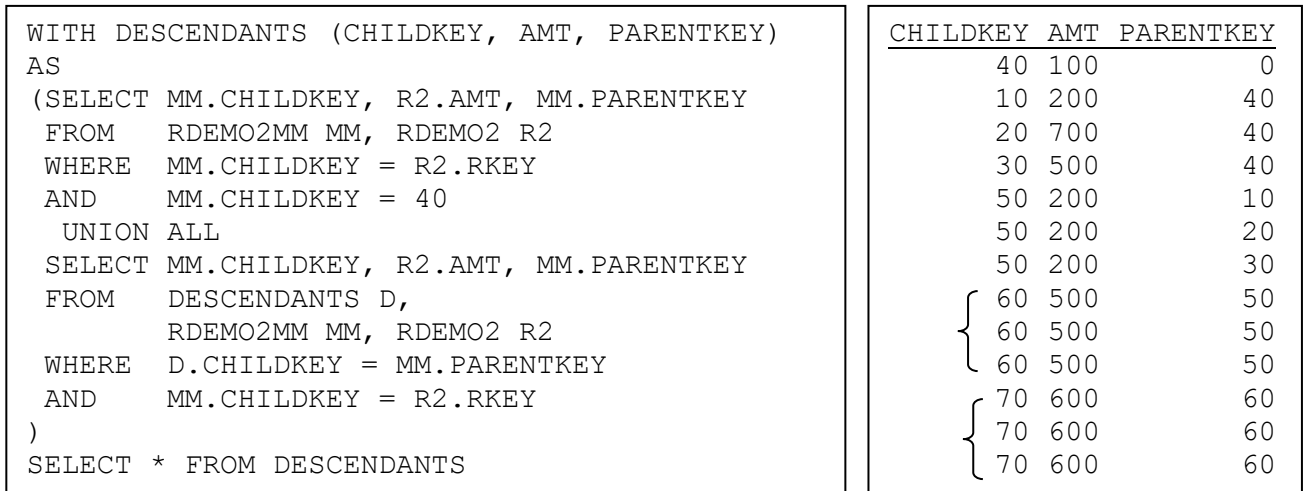 WITH DESCENDANTS (CHILDKEY, AMT, PARENTKEY)
AS
(SELECT MM.CHILDKEY, R2.AMT, MM.PARENTKEY
 FROM   RDEMO2MM MM, RDEMO2 R2
 WHERE  MM.CHILDKEY = R2.RKEY
 AND    MM.CHILDKEY = 40
  UNION ALL
 SELECT MM.CHILDKEY, R2.AMT, MM.PARENTKEY
 FROM   DESCENDANTS D,
        RDEMO2MM MM, RDEMO2 R2
 WHERE  D.CHILDKEY = MM.PARENTKEY
 AND    MM.CHILDKEY = R2.RKEY
)
SELECT * FROM DESCENDANTS
CHILDKEY AMT PARENTKEY
40 100 0
10 200 40
20 700 40
30 500 40
50 200 10
50 200 20
50 200 30
60 500 50
60 500 50
60 500 50
70 600 60
70 600 60
70 600 60